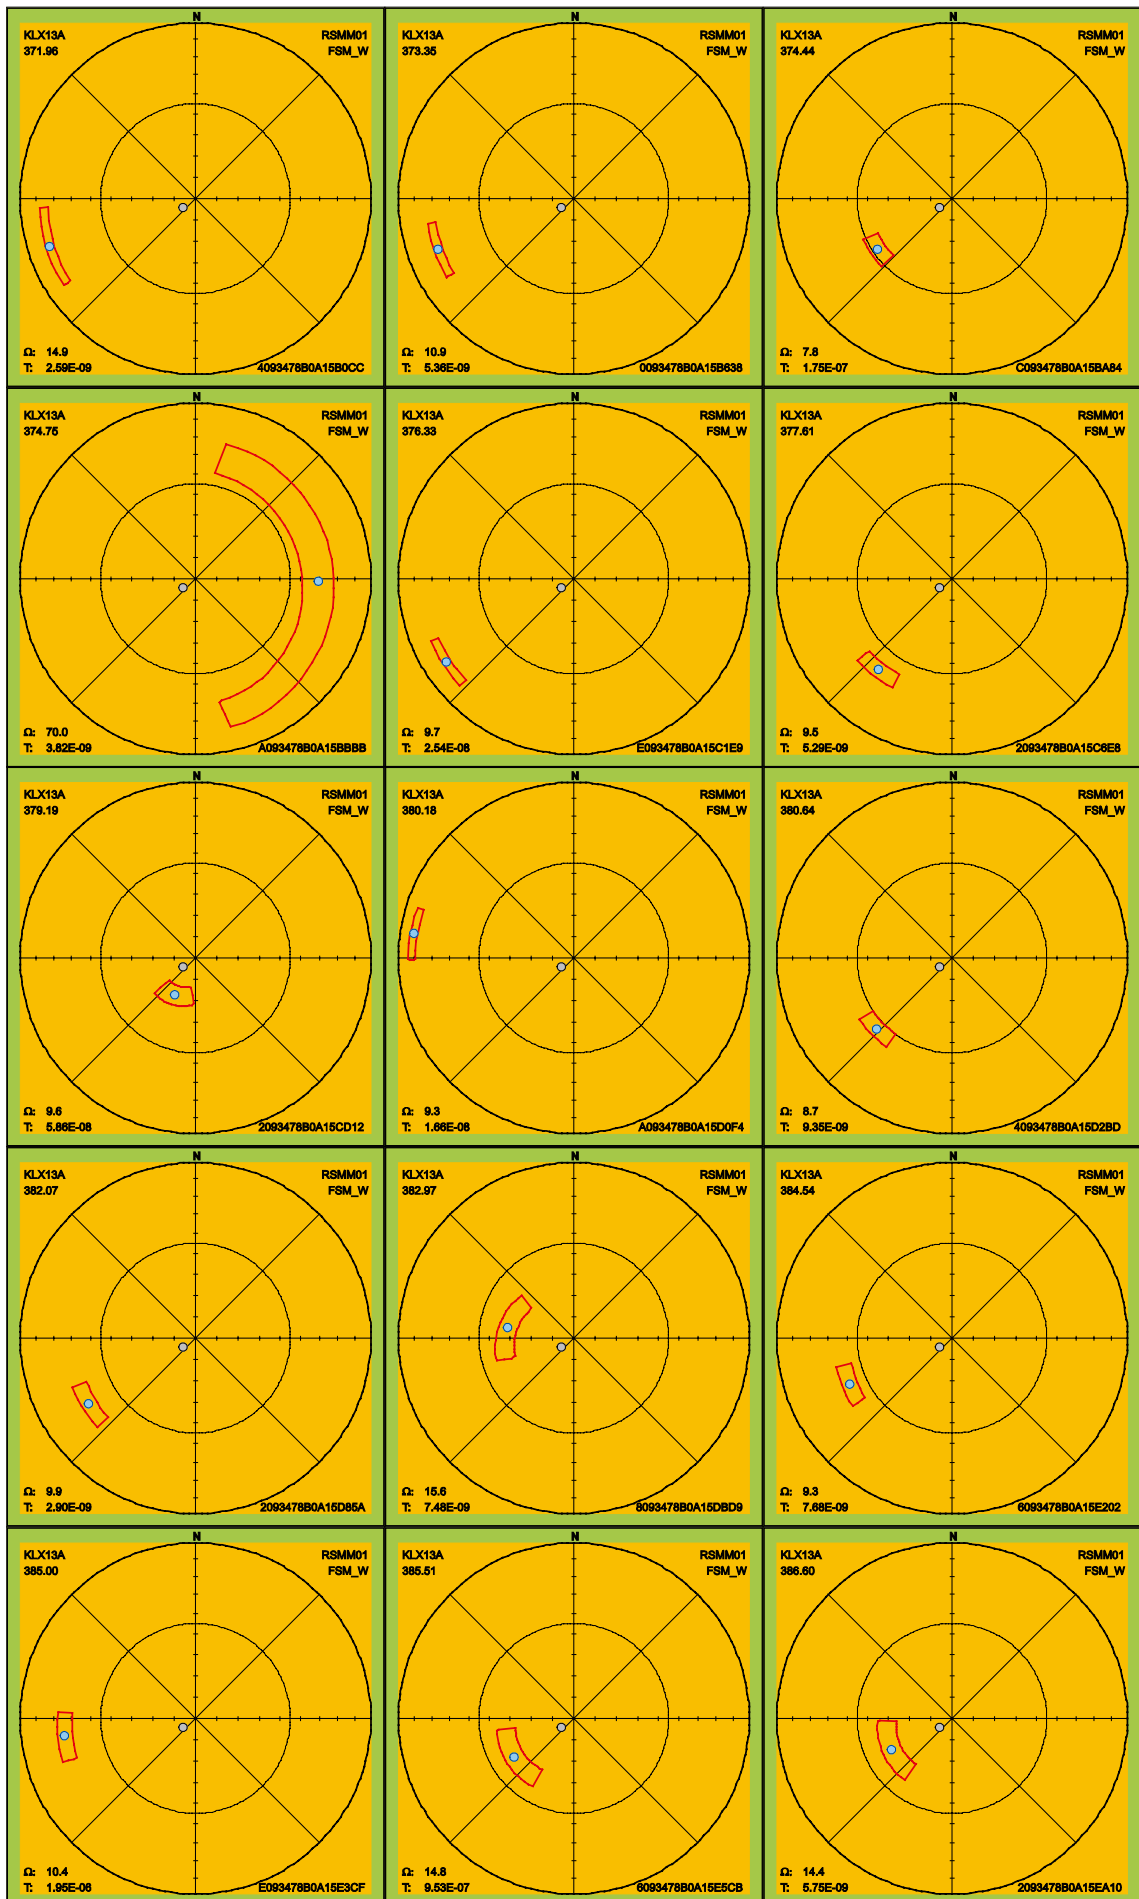 N
KLX13A RSMM01
371.96 FSM_W
Ω: 14.9
T: 2.59E-09 4093478B0A15B0CC
N
KLX13A RSMM01
373.35 FSM_W
Ω: 10.9
T: 5.36E-09 0093478B0A15B638
N
KLX13A RSMM01
374.44 FSM_W
Ω: 7.8
T: 1.75E-07 C093478B0A15BA84
N
KLX13A RSMM01
374.75 FSM_W
Ω: 70.0
T: 3.82E-09 A093478B0A15BBBB
N
KLX13A RSMM01
376.33 FSM_W
Ω: 9.7
T: 2.54E-08 E093478B0A15C1E9
N
KLX13A RSMM01
377.61 FSM_W
Ω: 9.5
T: 5.29E-09 2093478B0A15C6E8
N
KLX13A RSMM01
379.19 FSM_W
Ω: 9.6
T: 5.86E-08 2093478B0A15CD12
N
KLX13A RSMM01
380.18 FSM_W
Ω: 9.3
T: 1.66E-08 A093478B0A15D0F4
N
KLX13A RSMM01
380.64 FSM_W
Ω: 8.7
T: 9.35E-09 4093478B0A15D2BD
N
KLX13A RSMM01
382.07 FSM_W
Ω: 9.9
T: 2.90E-09 2093478B0A15D85A
N
KLX13A RSMM01
382.97 FSM_W
Ω: 15.6
T: 7.48E-09 8093478B0A15DBD9
N
KLX13A RSMM01
384.54 FSM_W
Ω: 9.3
T: 7.68E-09 6093478B0A15E202
N
KLX13A RSMM01
385.00 FSM_W
Ω: 10.4
T: 1.95E-06 E093478B0A15E3CF
N
KLX13A RSMM01
385.51 FSM_W
Ω: 14.8
T: 9.53E-07 6093478B0A15E5CB
N
KLX13A RSMM01
386.60 FSM_W
Ω: 14.4
T: 5.75E-09 2093478B0A15EA10